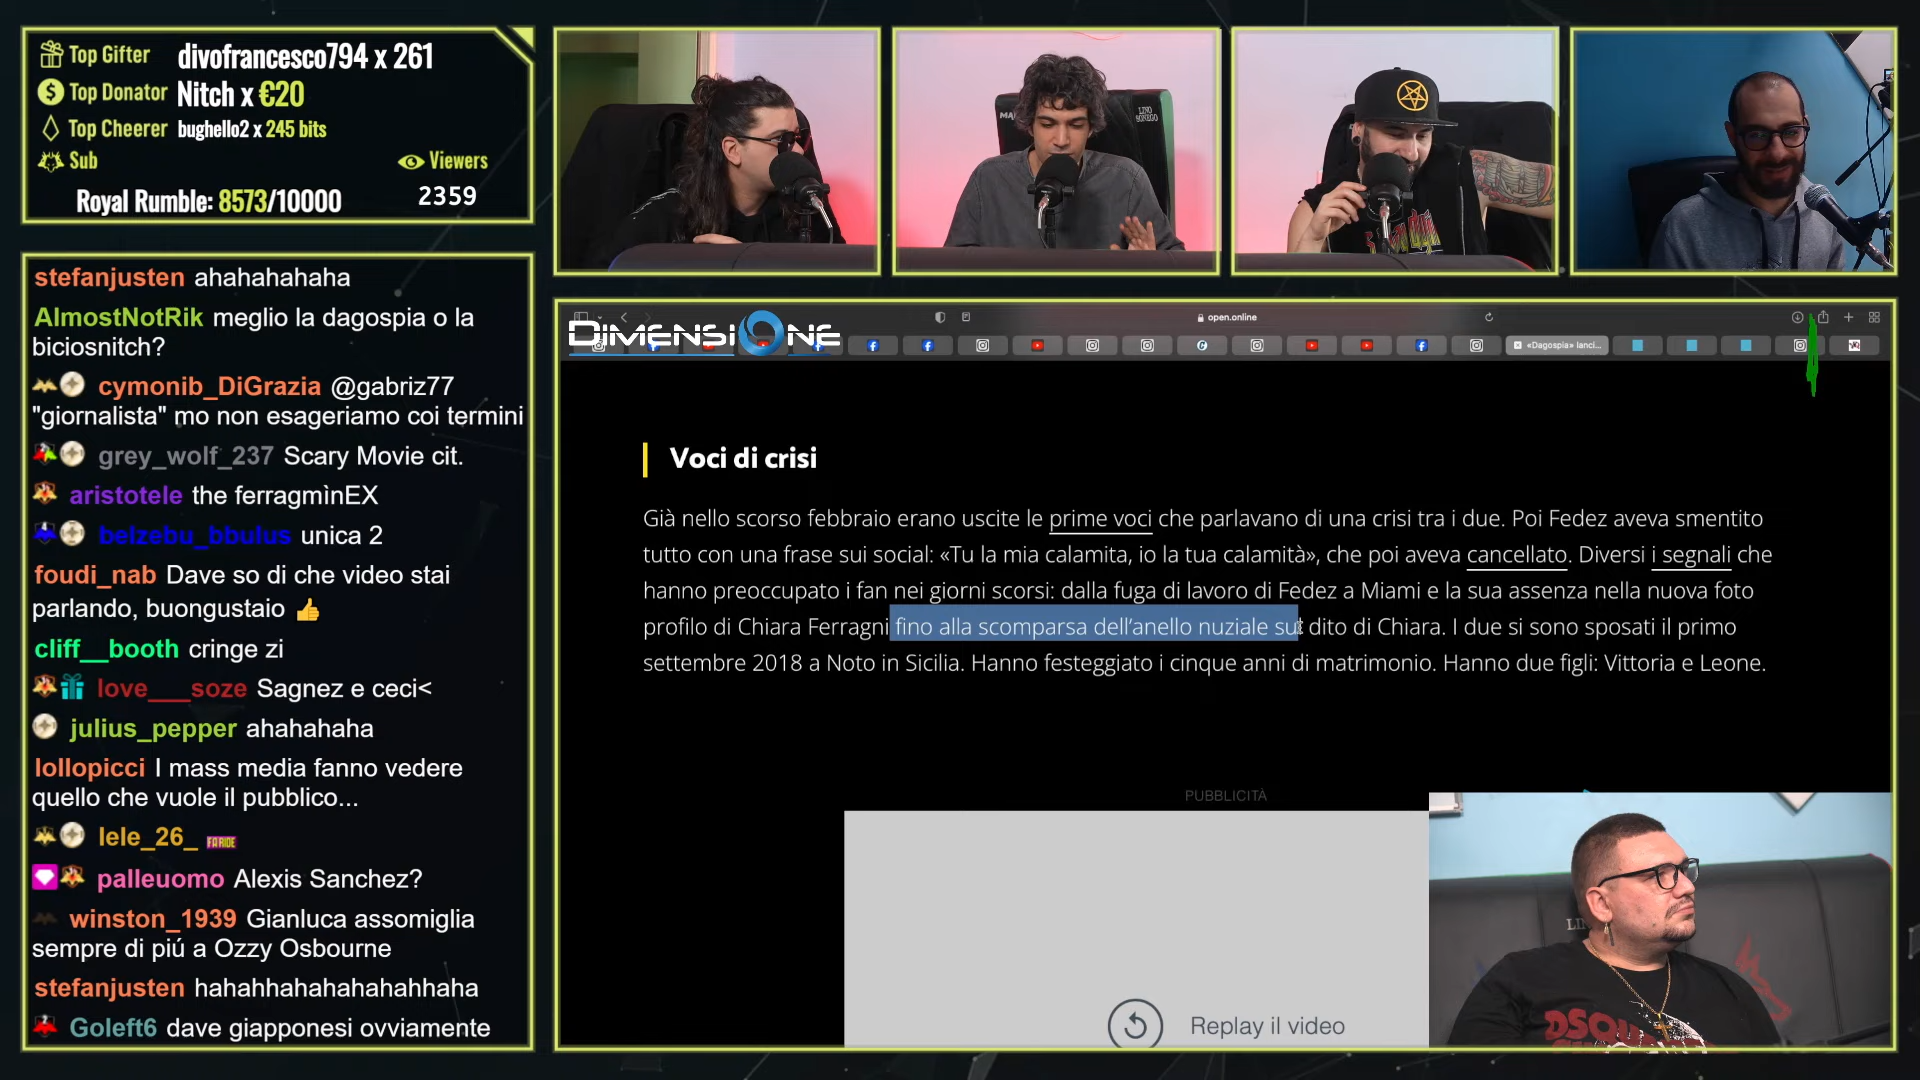 Top Gifter divofrancesco794 x 261
Top Donator Nitch x €20
Top Cheerer bughello2 x 245 bits
Sub
Viewers
Royal Rumble: 8573/10000
2359
stefanjusten ahahahahaha
AlmostNotRik meglio la dagospia o la
biciosnitch?
cymonib_DiGrazia @gabriz77
"giornalista" mo non esageriamo coi termini
grey_wolf_237 Scary Movie cit.
aristotele the ferragmìnEX
belzebu_bbulus unica 2
foudi_nab Dave so di che video stai
parlando, buongustaio
cliff__booth cringe zi
love___soze Sagnez e ceci<
julius_pepper ahahahaha
lollopicci I mass media fanno vedere
quello che vuole il pubblico...
lele_26_
palleuomo Alexis Sanchez?
winston_1939 Gianluca assomiglia
sempre di piú a Ozzy Osbourne
stefanjusten hahahhahahahahahhaha
Goleft6 dave giapponesi ovviamente
LINO
SONEGO
DIMENSIONE
open.online
«Dagospia» lanci...
Voci di crisi
Già nello scorso febbraio erano uscite le prime voci che parlavano di una crisi tra i due. Poi Fedez aveva smentito
tutto con una frase sui social: «Tu la mia calamita, io la tua calamità», che poi aveva cancellato. Diversi i segnali che
hanno preoccupato i fan nei giorni scorsi: dalla fuga di lavoro di Fedez a Miami e la sua assenza nella nuova foto
profilo di Chiara Ferragni fino alla scomparsa dell'anello nuziale sul dito di Chiara. I due si sono sposati il primo
settembre 2018 a Noto in Sicilia. Hanno festeggiato i cinque anni di matrimonio. Hanno due figli: Vittoria e Leone.
PUBBLICITÀ
Replay il video